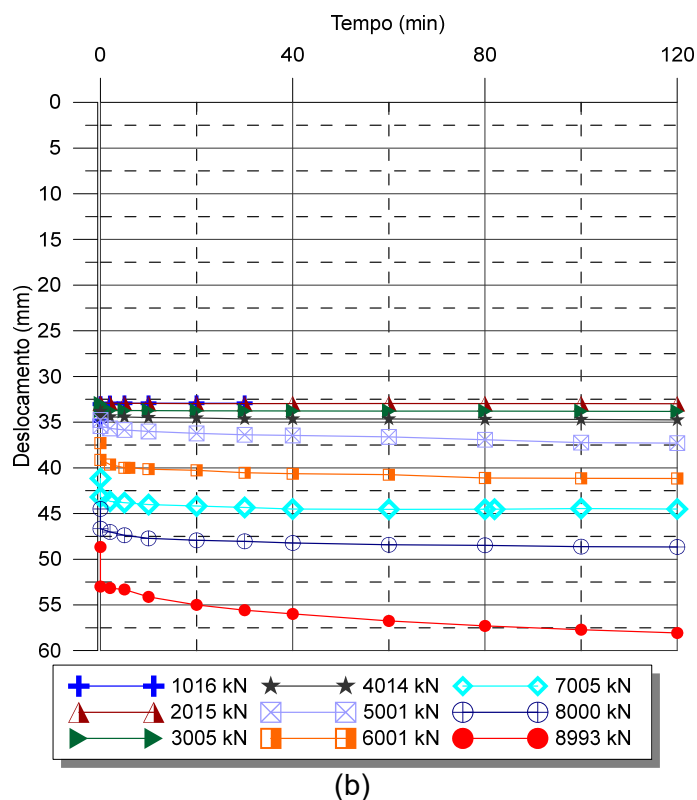 Tempo (min)
0 40 80 120
0
5
10
15
20
25
30
35
40
45
50
55
60
Deslocamento (mm)
1016 kN 4014 kN 7005 kN
2015 kN 5001 kN 8000 kN
3005 kN 6001 kN 8993 kN
(b)